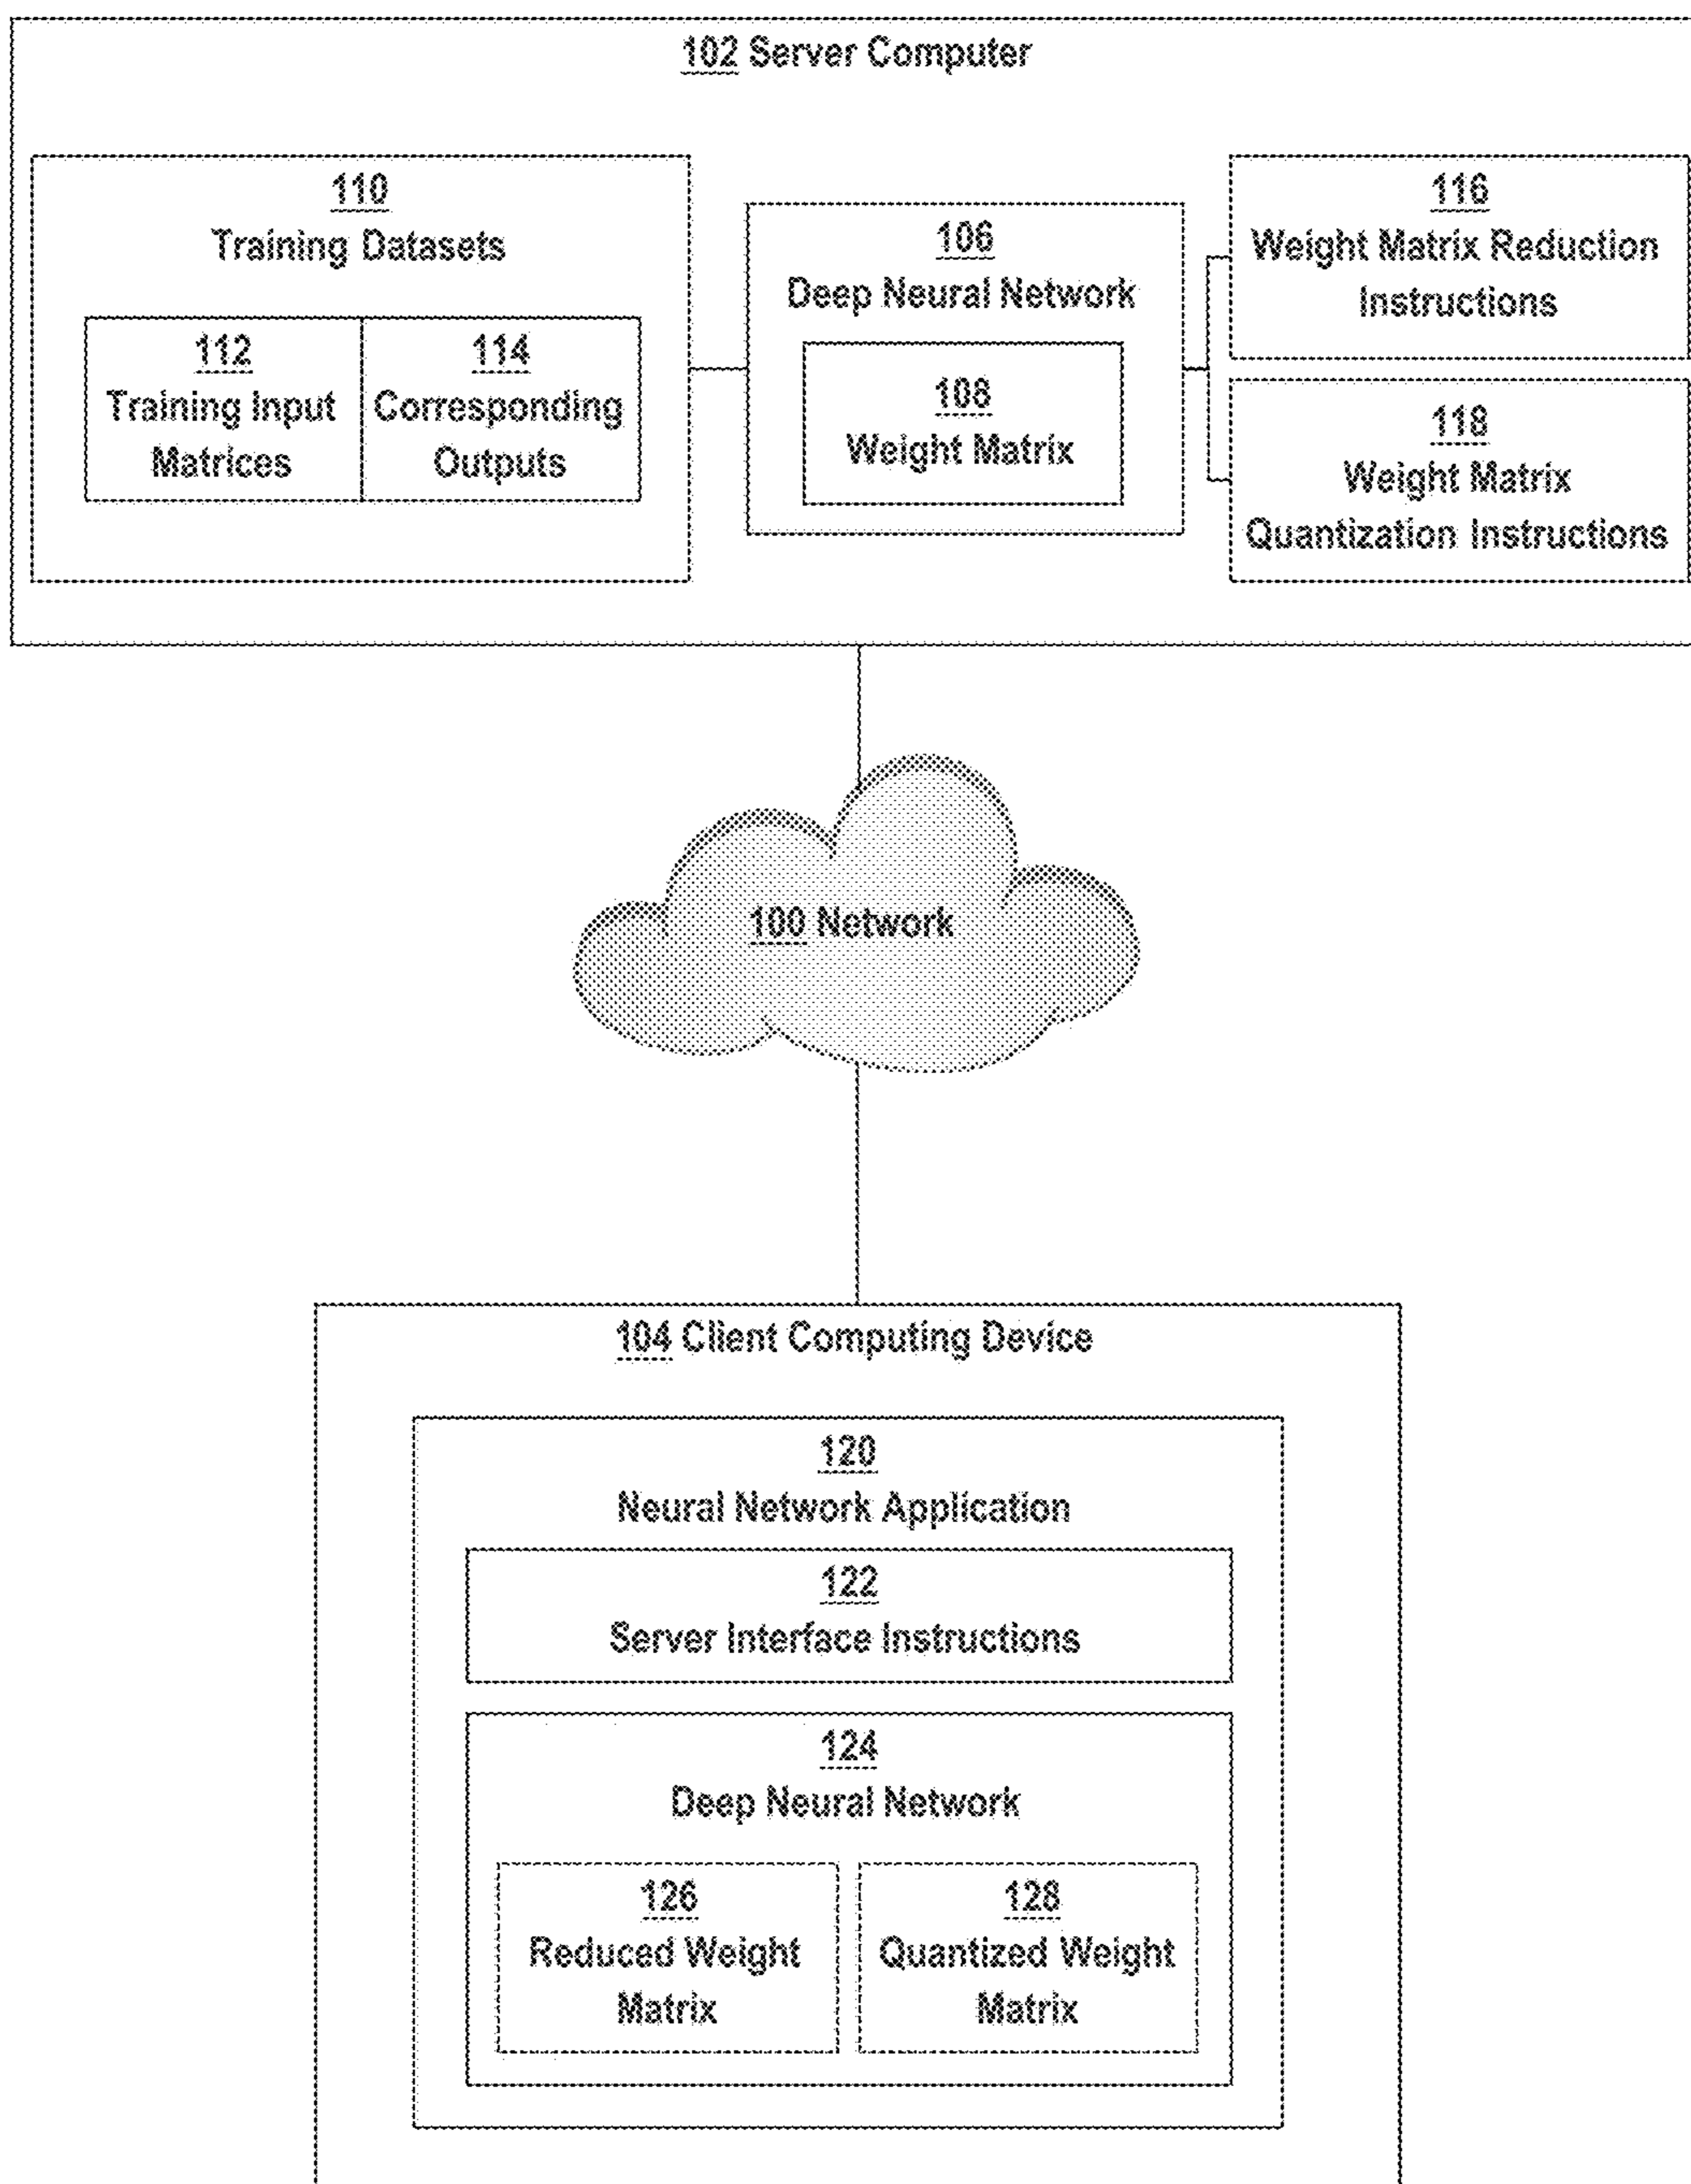 102 Server Computer
110
Training Datasets
112
Training Input
Matrices
114
Corresponding
Outputs
106
Deep Neural Network
108
Weight Matrix
116
Weight Matrix Reduction
Instructions
118
Weight Matrix
Quantization Instructions
100 Network
104 Client Computing Device
120
Neural Network Application
122
Server Interface Instructions
124
Deep Neural Network
126
Reduced Weight
Matrix
128
Quantized Weight
Matrix